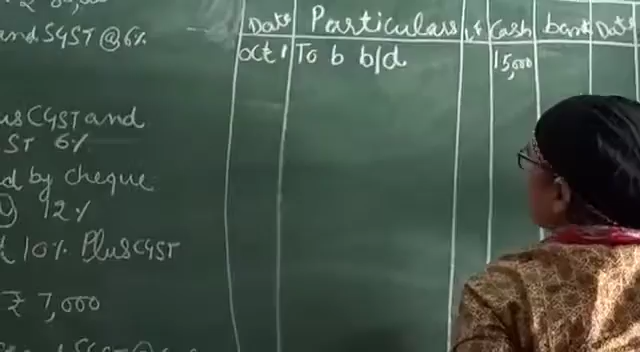 and SGST @ 6%
us CGST and
ST 6%
d by cheque
12%
10% Plus CGST
₹ 7,000
Date Particulars L.F Cash bank Date
Oct 1 To b b/d 15,000